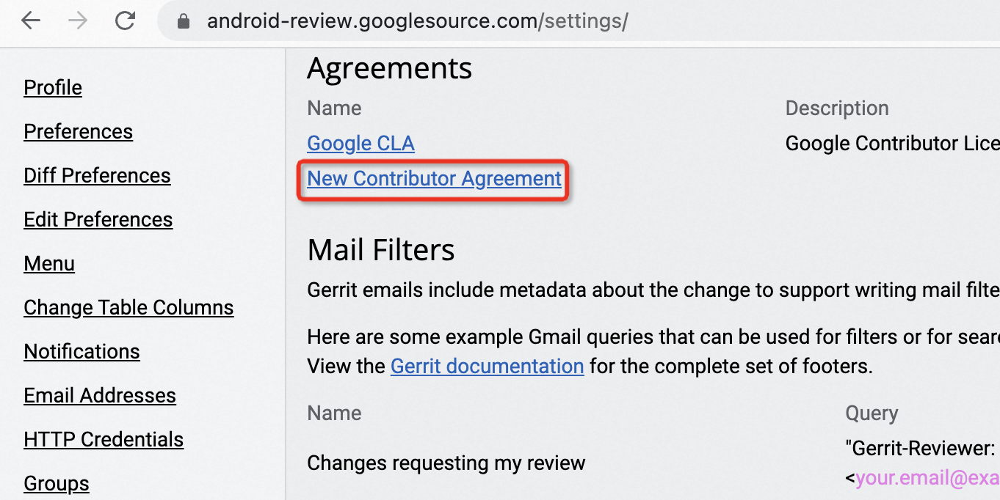 android-review.googlesource.com/settings/
Profile
Preferences
Diff Preferences
Edit Preferences
Menu
Change Table Columns
Notifications
Email Addresses
HTTP Credentials
Groups
Agreements
Name Description
Google CLA Google Contributor Lice
New Contributor Agreement
Mail Filters
Gerrit emails include metadata about the change to support writing mail filte
Here are some example Gmail queries that can be used for filters or for sear
View the Gerrit documentation for the complete set of footers.
Name Query
Changes requesting my review "Gerrit-Reviewer:
<your.email@exa